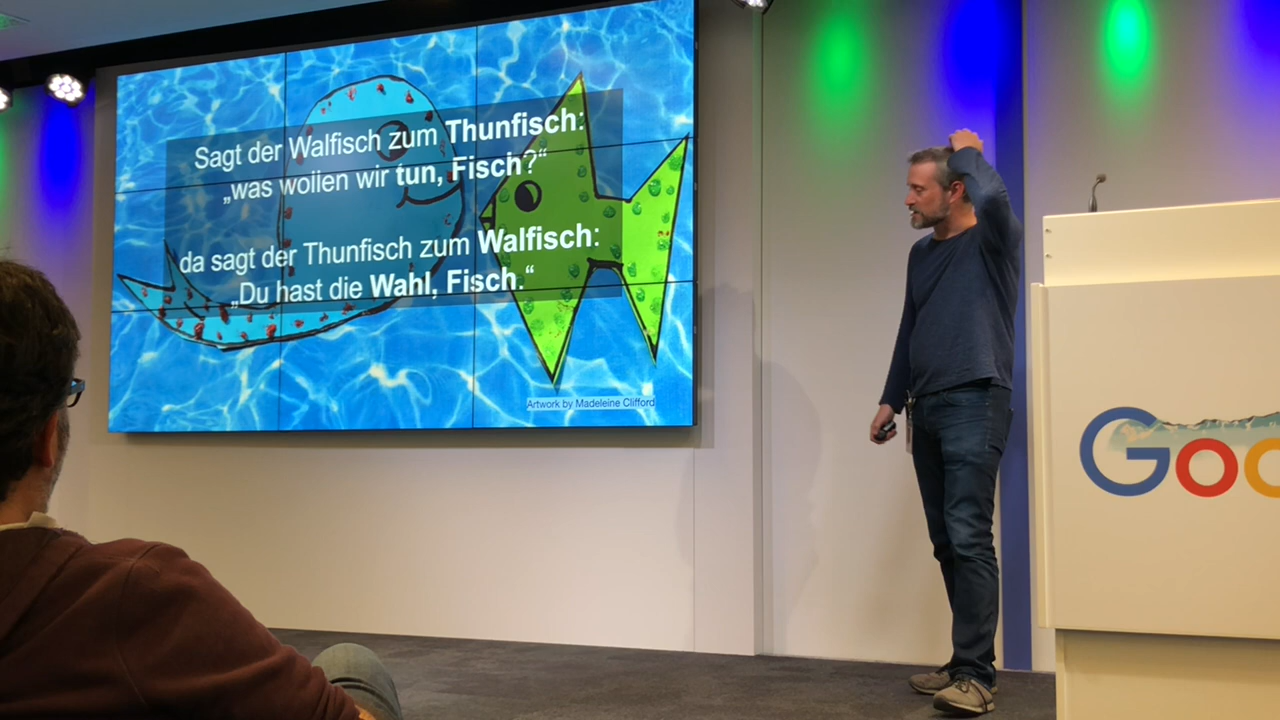 Sagt der Walfisch zum Thunfisch:
„was wollen wir tun, Fisch?“
da sagt der Thunfisch zum Walfisch:
„Du hast die Wahl, Fisch.“
Artwork by Madeleine Clifford
Goo